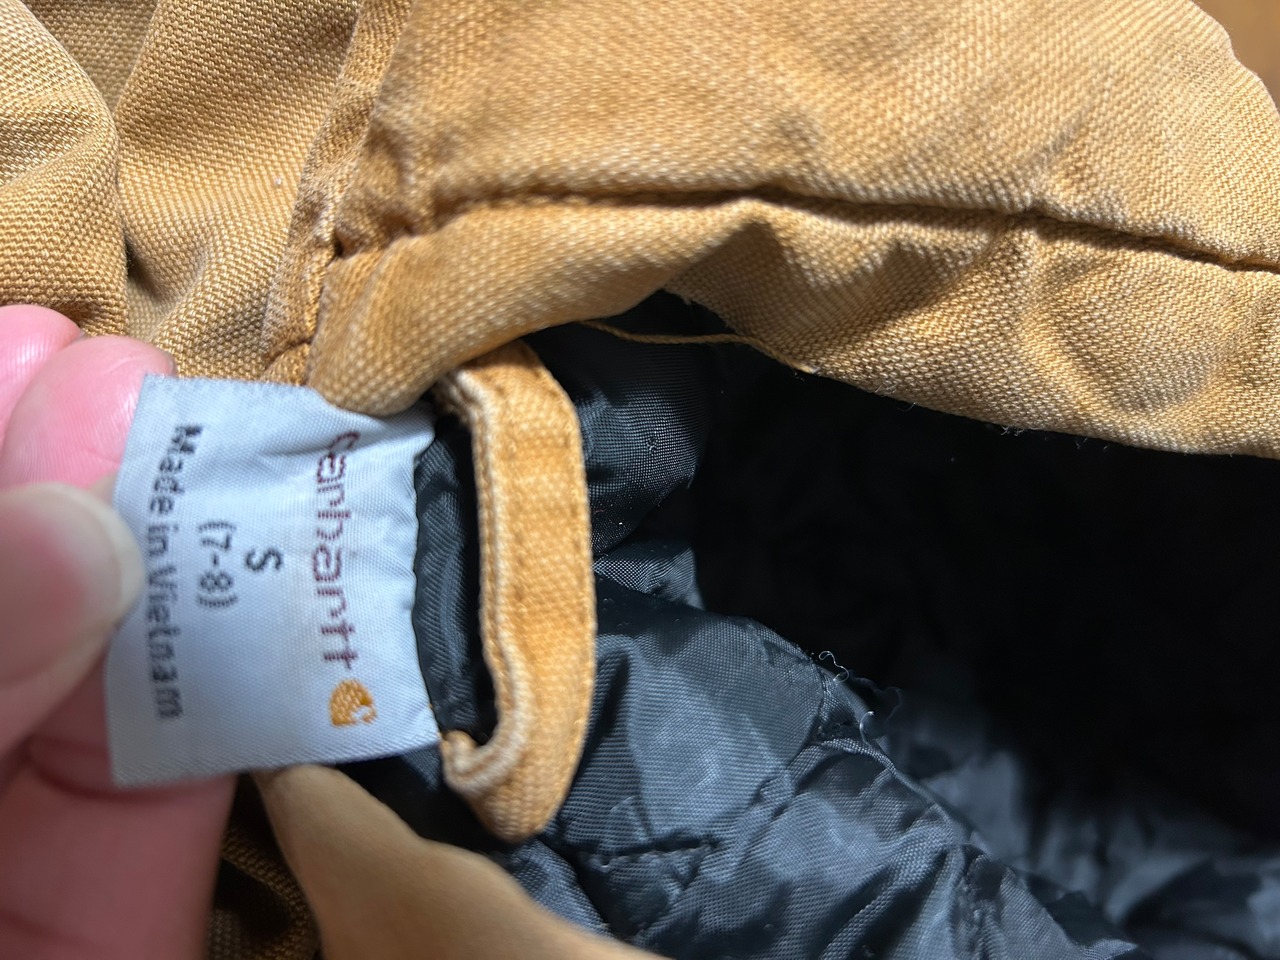 carhartt
S
(7-8)
Made in Vietnam